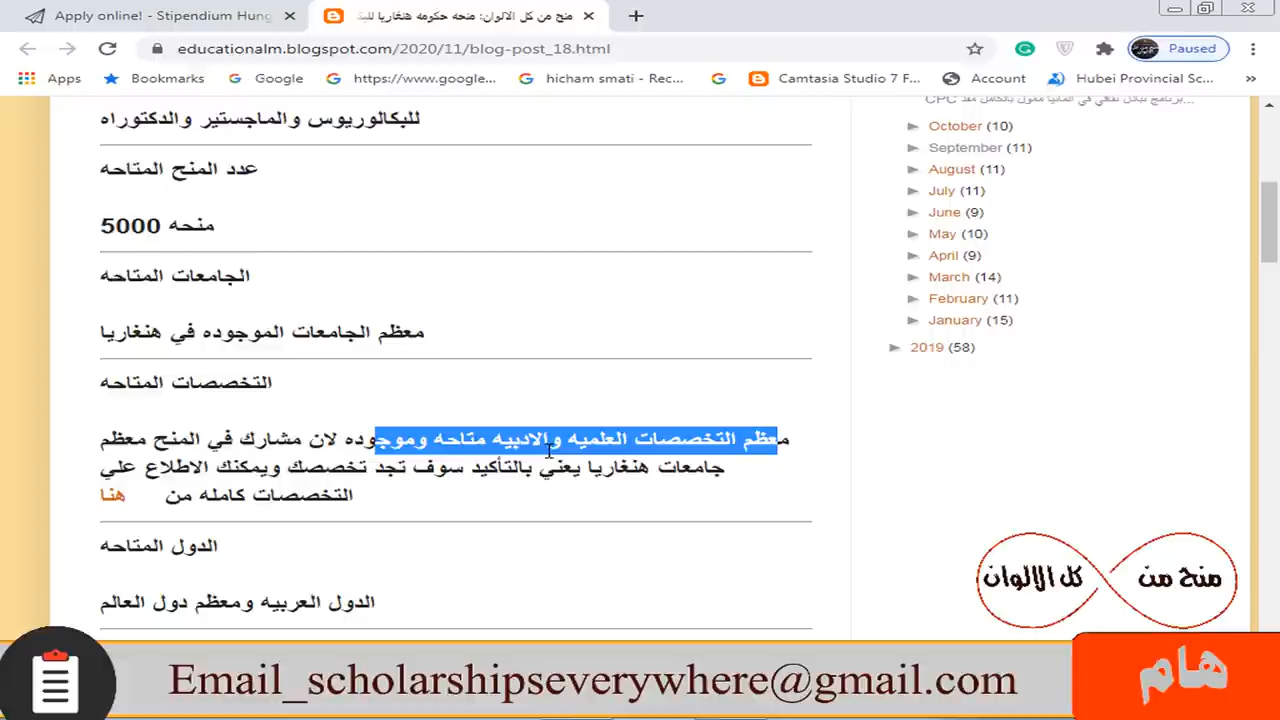 Apply online! - Stipendium Hung
منح من كل الالوان: منحه حكومه هنغاريا للبك
educationalm.blogspot.com/2020/11/blog-post_18.html
Paused
Apps
Bookmarks
Google
https://www.google...
hicham smati - Rec...
Camtasia Studio 7 F...
Account
Hubei Provincial Sc...
»
للبكالوريوس والماجستير والدكتوراه
عدد المنح المتاحه
5000 منحه
الجامعات المتاحه
معظم الجامعات الموجوده في هنغاريا
التخصصات المتاحه
معظم التخصصات العلميه والادبيه متاحه وموجوده لان مشارك في المنح معظم
جامعات هنغاريا يعني بالتأكيد سوف تجد تخصصك ويمكنك الاطلاع علي
التخصصات كامله من هنا
الدول المتاحه
الدول العربيه ومعظم دول العالم
CPC
► October (10)
► September (11)
► August (11)
► July (11)
► June (9)
► May (10)
► April (9)
► March (14)
► February (11)
► January (15)
► 2019 (58)
منح من كل الالوان
Email_scholarshipseverywhere@gmail.com
هام